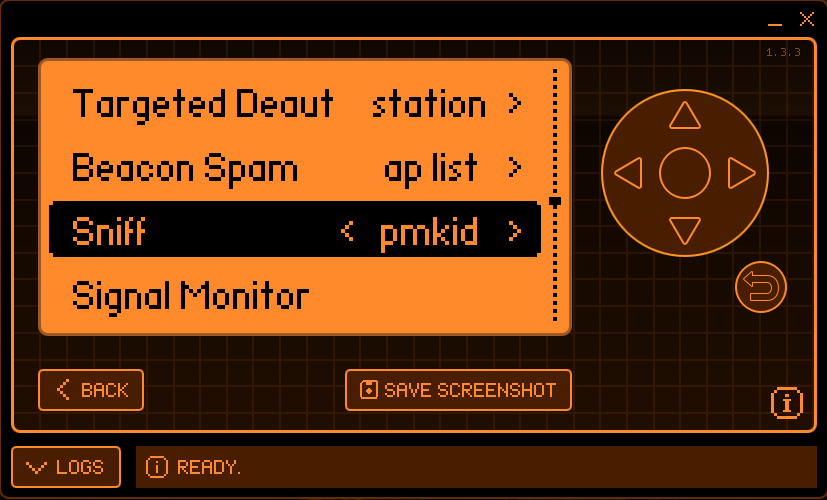 1.3.3
Targeted Deaut station >
Beacon Spam ap list >
Sniff < pmkid >
Signal Monitor
BACK
SAVE SCREENSHOT
LOGS
READY.